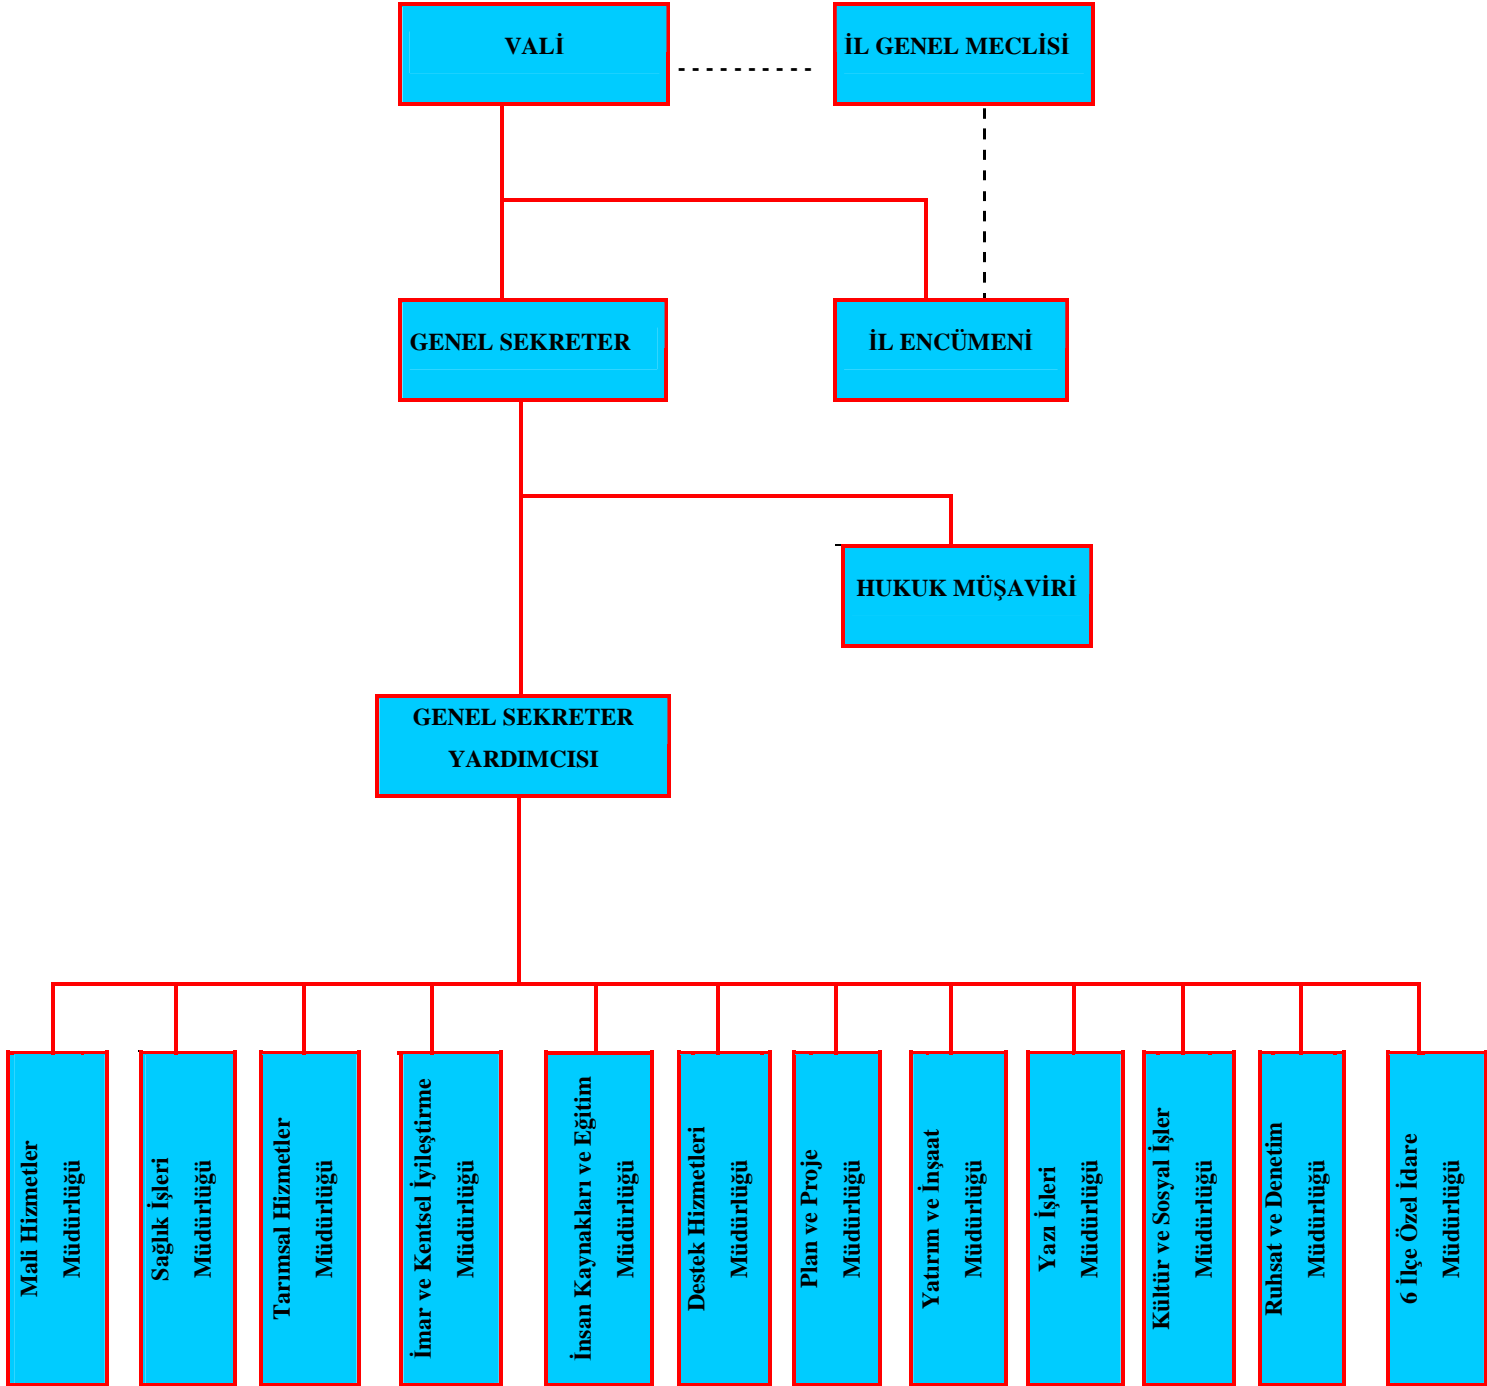 VALİ
İL GENEL MECLİSİ
GENEL SEKRETER
İL ENCÜMENİ
HUKUK MÜŞAVİRİ
GENEL SEKRETER
YARDIMCISI
Mali Hizmetler
Müdürlüğü
Sağlık İşleri
Müdürlüğü
Tarımsal Hizmetler
Müdürlüğü
İmar ve Kentsel İyileştirme
Müdürlüğü
İnsan Kaynakları ve Eğitim
Müdürlüğü
Destek Hizmetleri
Müdürlüğü
Plan ve Proje
Müdürlüğü
Yatırım ve İnşaat
Müdürlüğü
Yazı İşleri
Müdürlüğü
Kültür ve Sosyal İşler
Müdürlüğü
Ruhsat ve Denetim
Müdürlüğü
6 İlçe Özel İdare
Müdürlüğü